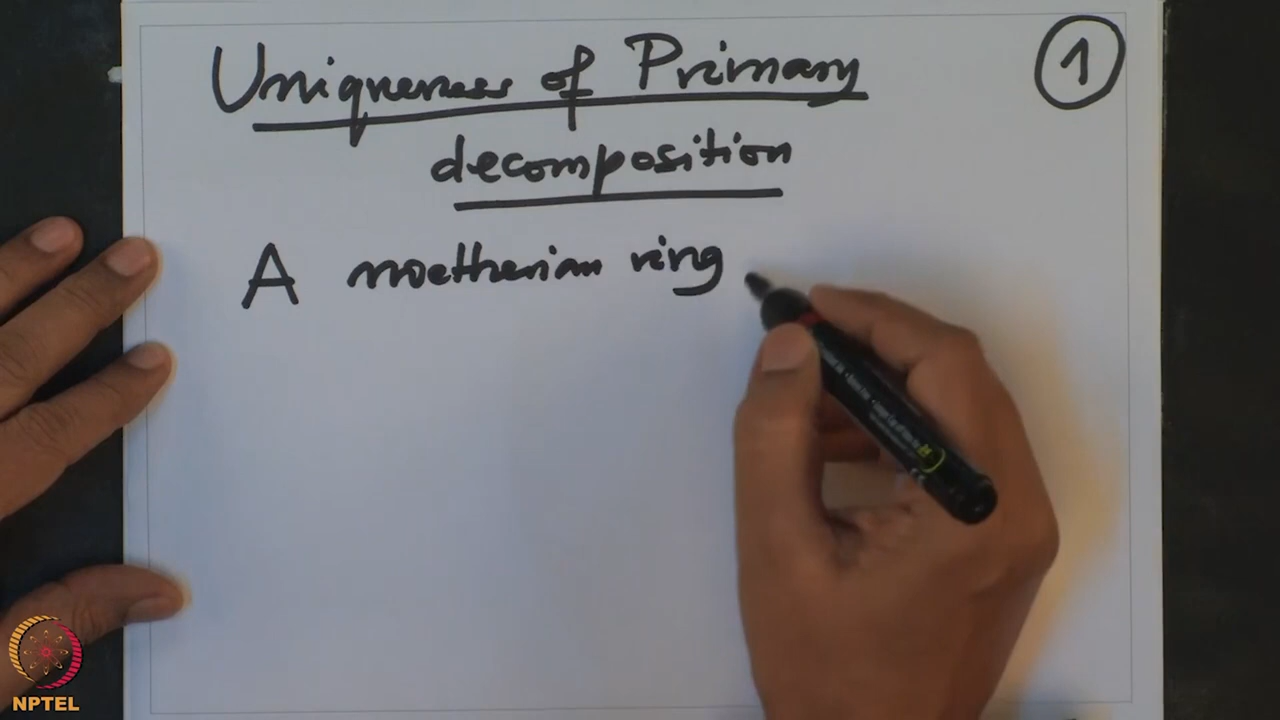 Uniqueness of Primary
decomposition
1
A noetherian ring
NPTEL